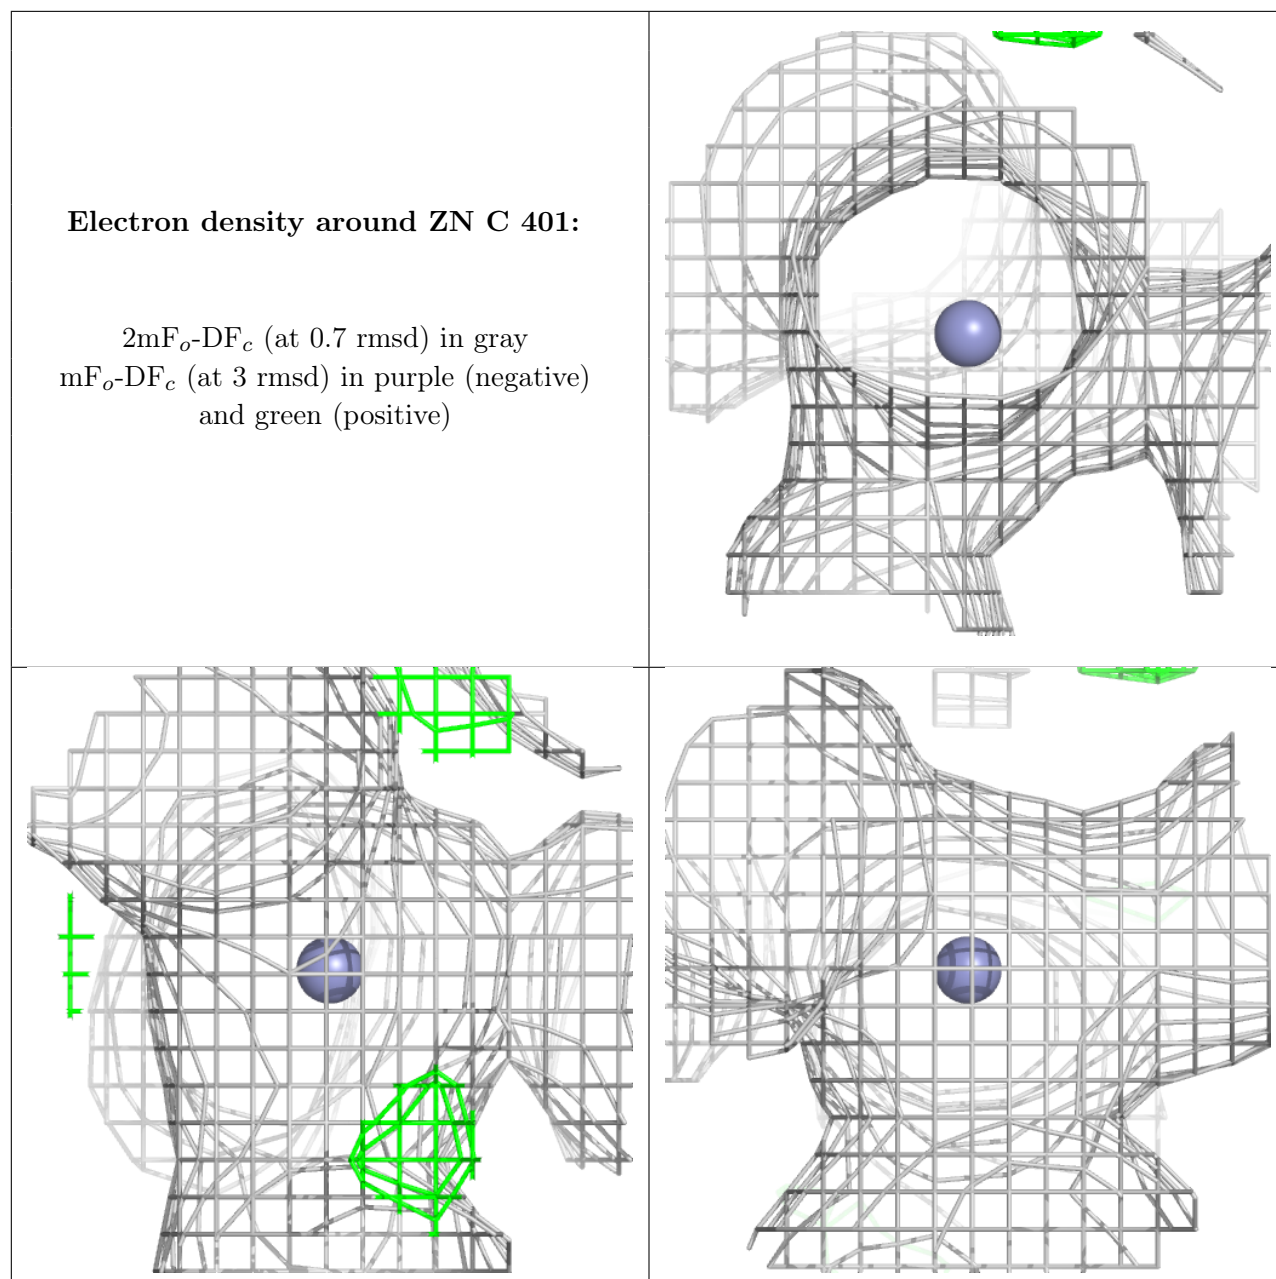 Electron density around ZN C 401:
2mFo-DFc (at 0.7 rmsd) in gray
mFo-DFc (at 3 rmsd) in purple (negative)
and green (positive)